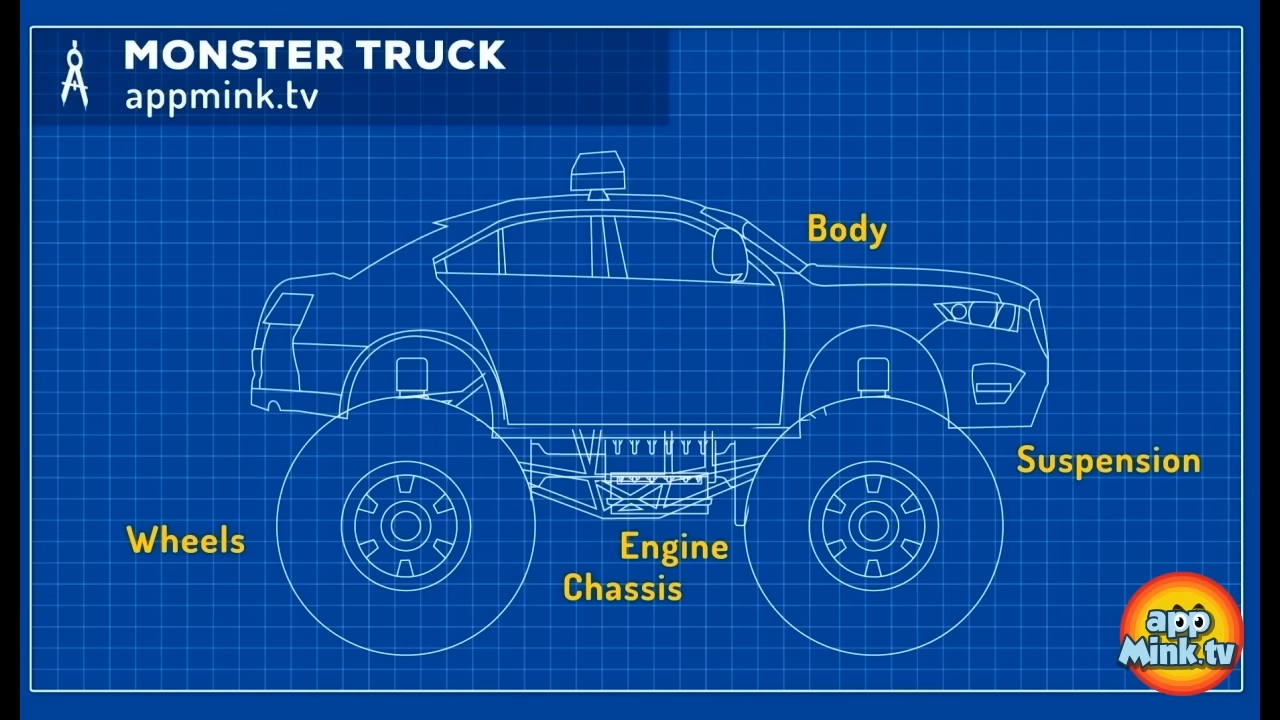 MONSTER TRUCK
appmink.tv
Body
Suspension
Wheels
Engine
Chassis
app
Mink.tv